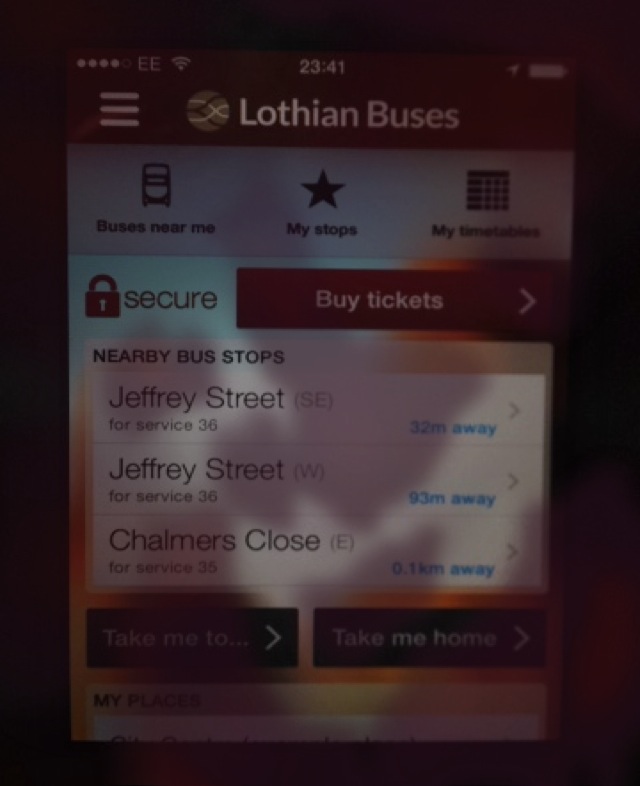 EE 23:41
Lothian Buses
Buses near me My stops My timetables
secure Buy tickets
NEARBY BUS STOPS
Jeffrey Street (SE)
for service 36 32m away
Jeffrey Street (W)
for service 36 93m away
Chalmers Close (E)
for service 35 0.1km away
Take me to... Take me home
MY PLACES